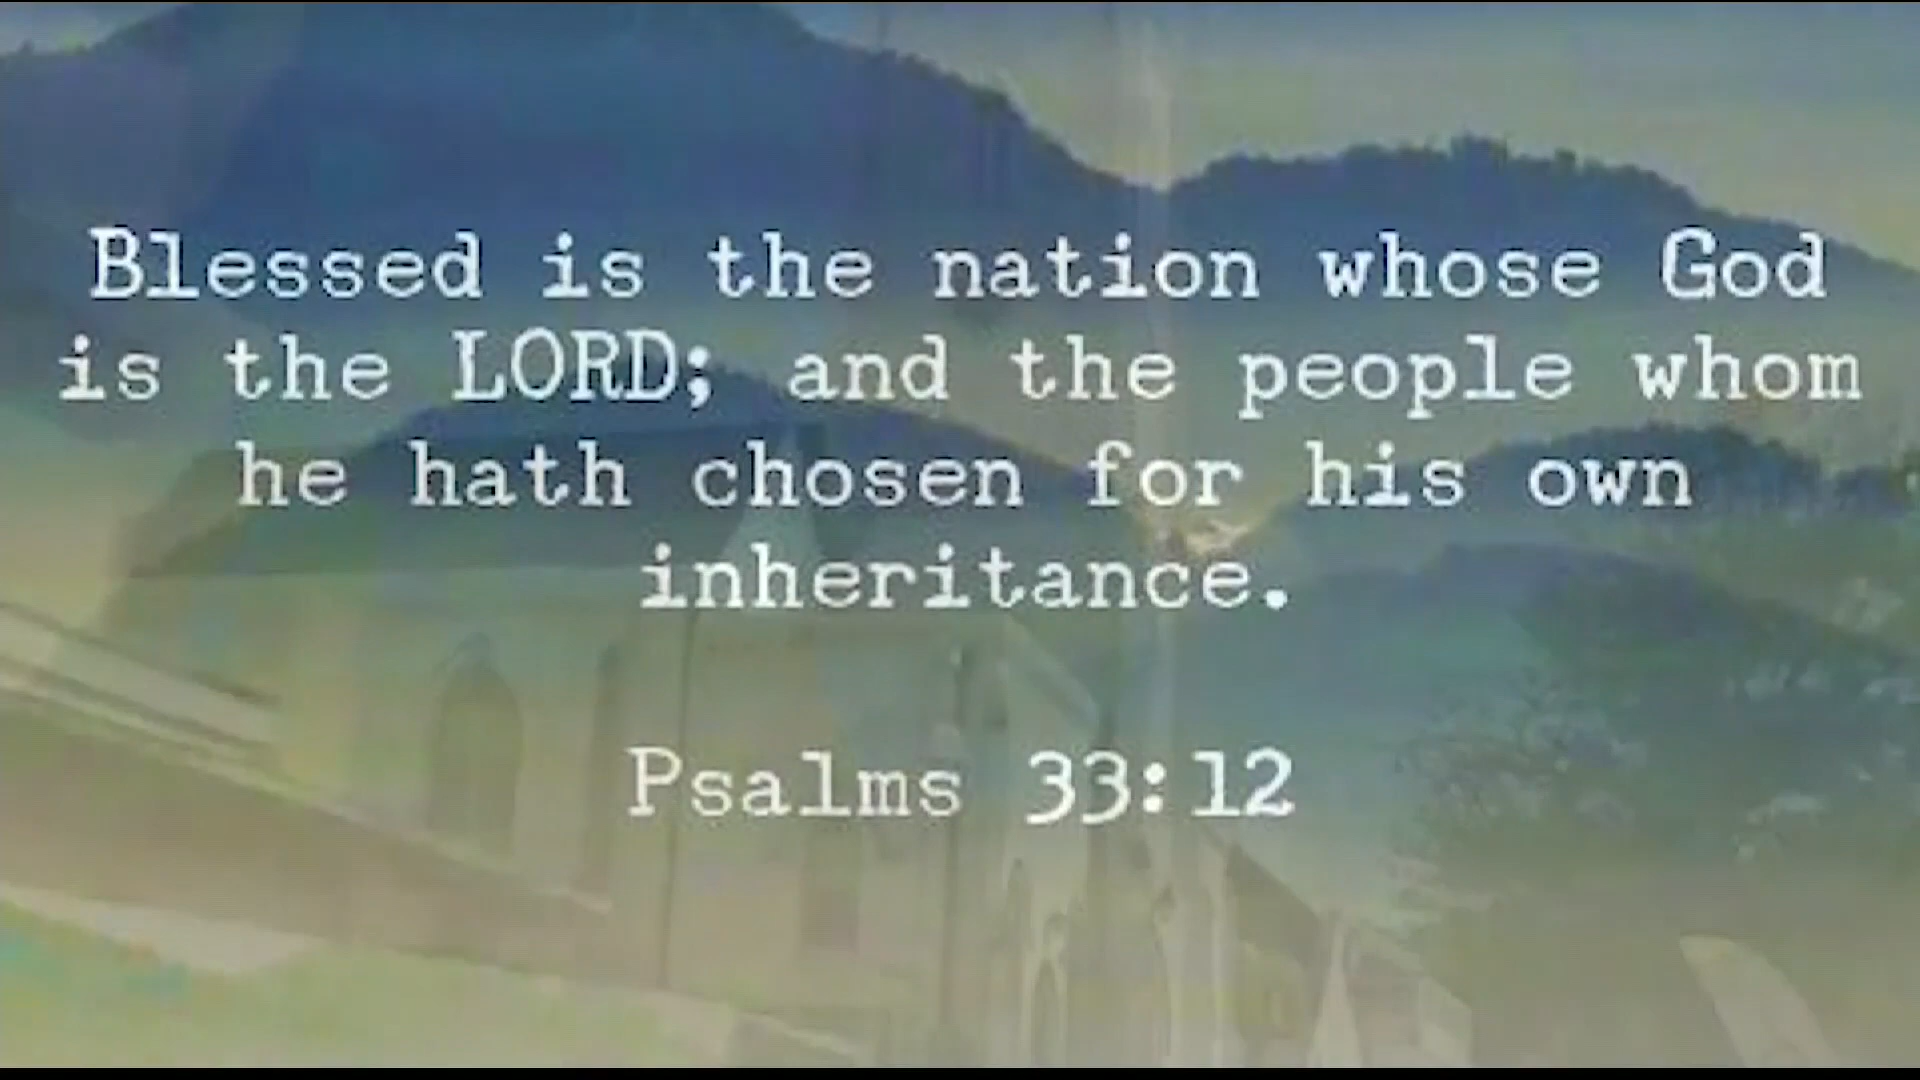 Blessed is the nation whose God
is the LORD; and the people whom
he hath chosen for his own
inheritance.
Psalms 33:12